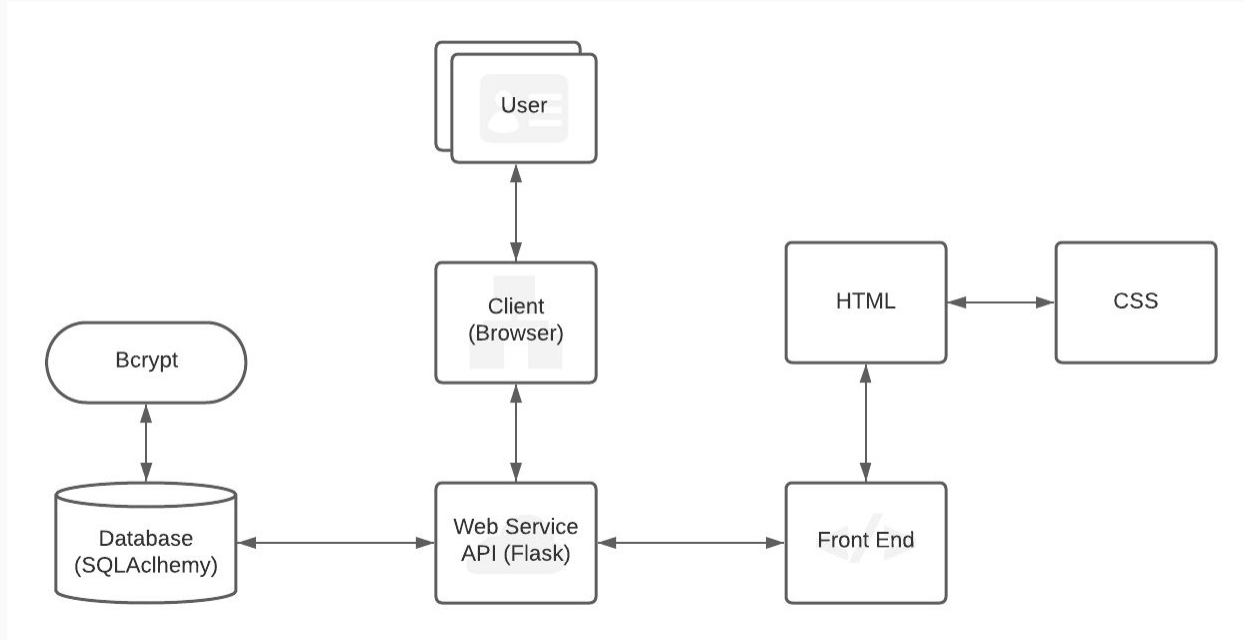 User
Client
(Browser)
HTML
CSS
Bcrypt
Database
(SQLAclhemy)
Web Service
API (Flask)
Front End